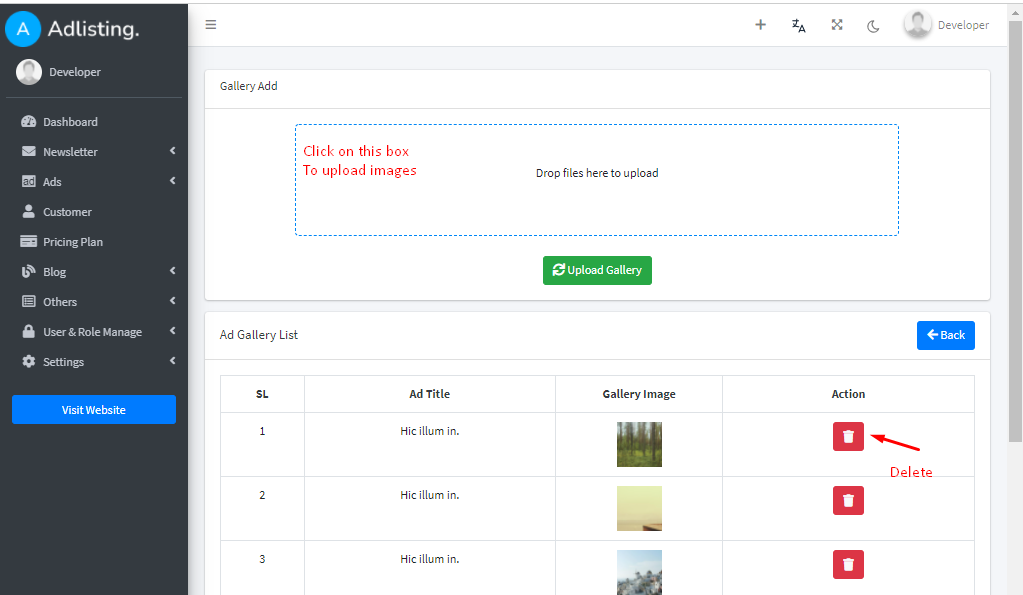 A Adlisting.
Developer
Developer
Dashboard
Newsletter
Ads
Customer
Pricing Plan
Blog
Others
User & Role Manage
Settings
Visit Website
Gallery Add
Click on this box
To upload images
Drop files here to upload
Upload Gallery
Ad Gallery List
Back
SL Ad Title Gallery Image Action
1 Hic illum in.
Delete
2 Hic illum in.
3 Hic illum in.